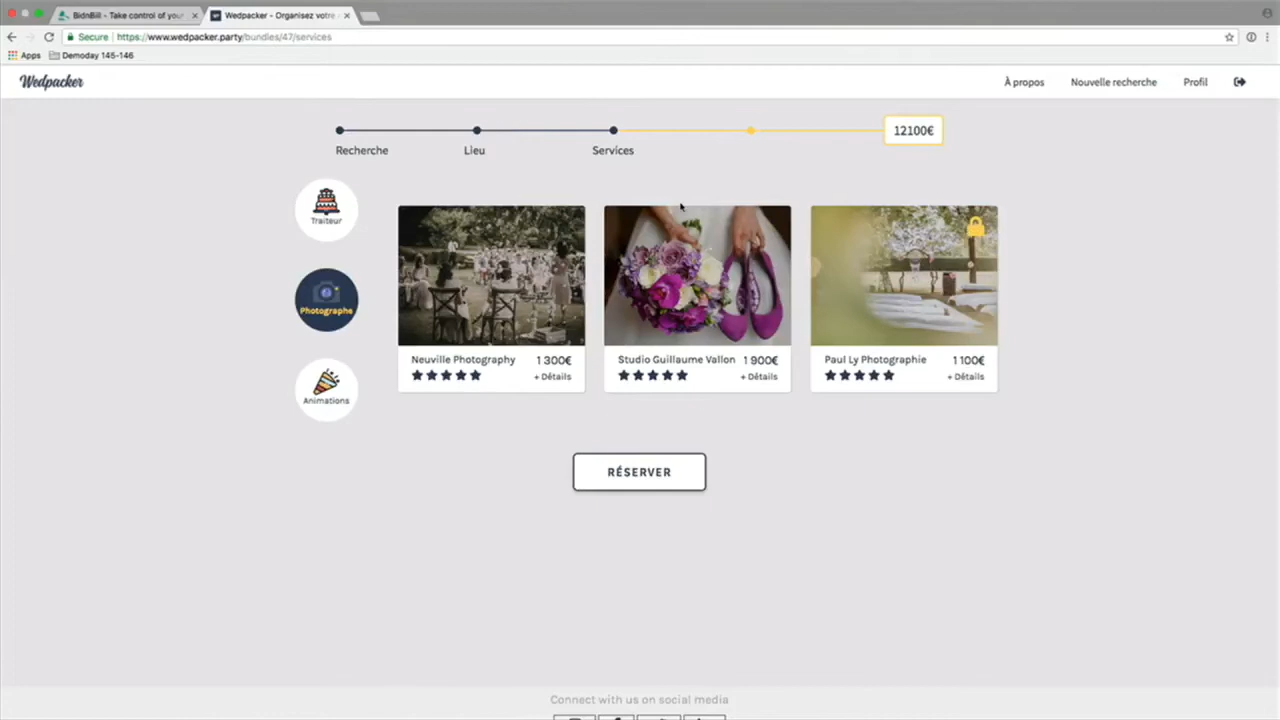 BidnBill - Take control of your
Wedpacker - Organisez votre
Secure
https://www.wedpacker.party/bundles/47/services
Apps
Demoday 145-146
Wedpacker
À propos
Nouvelle recherche
Profil
12100€
Recherche
Lieu
Services
Traiteur
Photographe
Animations
Neuville Photography
1 300€
+ Détails
Studio Guillaume Vallon
1 900€
+ Détails
Paul Ly Photographie
1 100€
+ Détails
RÉSERVER
Connect with us on social media